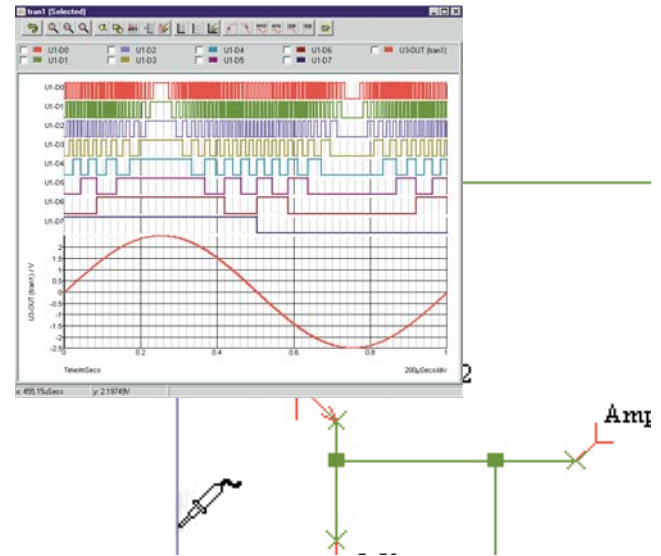 tran1 (Selected)
U1-D0 U1-D2 U1-D4 U1-D6 U3-OUT (tran1)
U1-D1 U1-D3 U1-D5 U1-D7
U1-D0
U1-D1
U1-D2
U1-D3
U1-D4
U1-D5
U1-D6
U1-D7
U3-OUT (tran1) / V
2
1.5
1
0.5
0
-0.5
-1
-1.5
-2
-2.5
0 0.2 0.4 0.6 0.8 1
Time/mSecs 200µSecs/div
x: 455.15uSecs y: 2.19749V
2
Amp